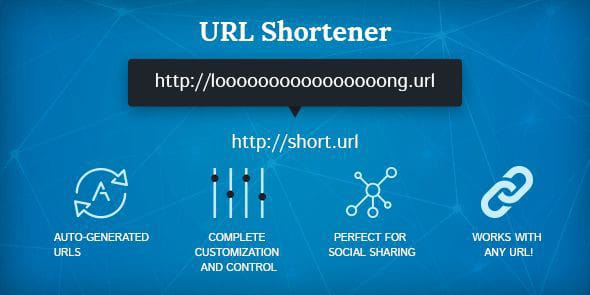 URL Shortener
http://looooooooooooooooong.url
http://short.url
AUTO-GENERATED
URLS
COMPLETE
CUSTOMIZATION
AND CONTROL
PERFECT FOR
SOCIAL SHARING
WORKS WITH
ANY URL!